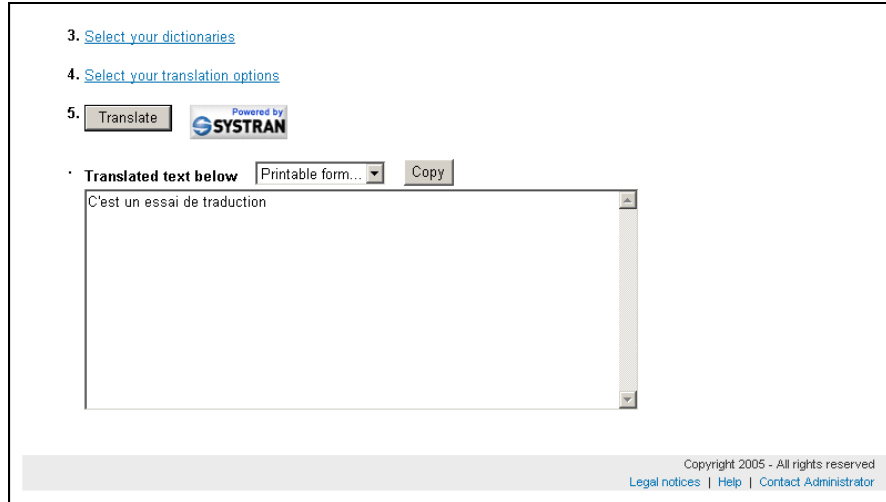 3. Select your dictionaries
4. Select your translation options
5. Translate Powered by SYSTRAN
· Translated text below Printable form... Copy
C'est un essai de traduction
Copyright 2005 - All rights reserved
Legal notices | Help | Contact Administrator